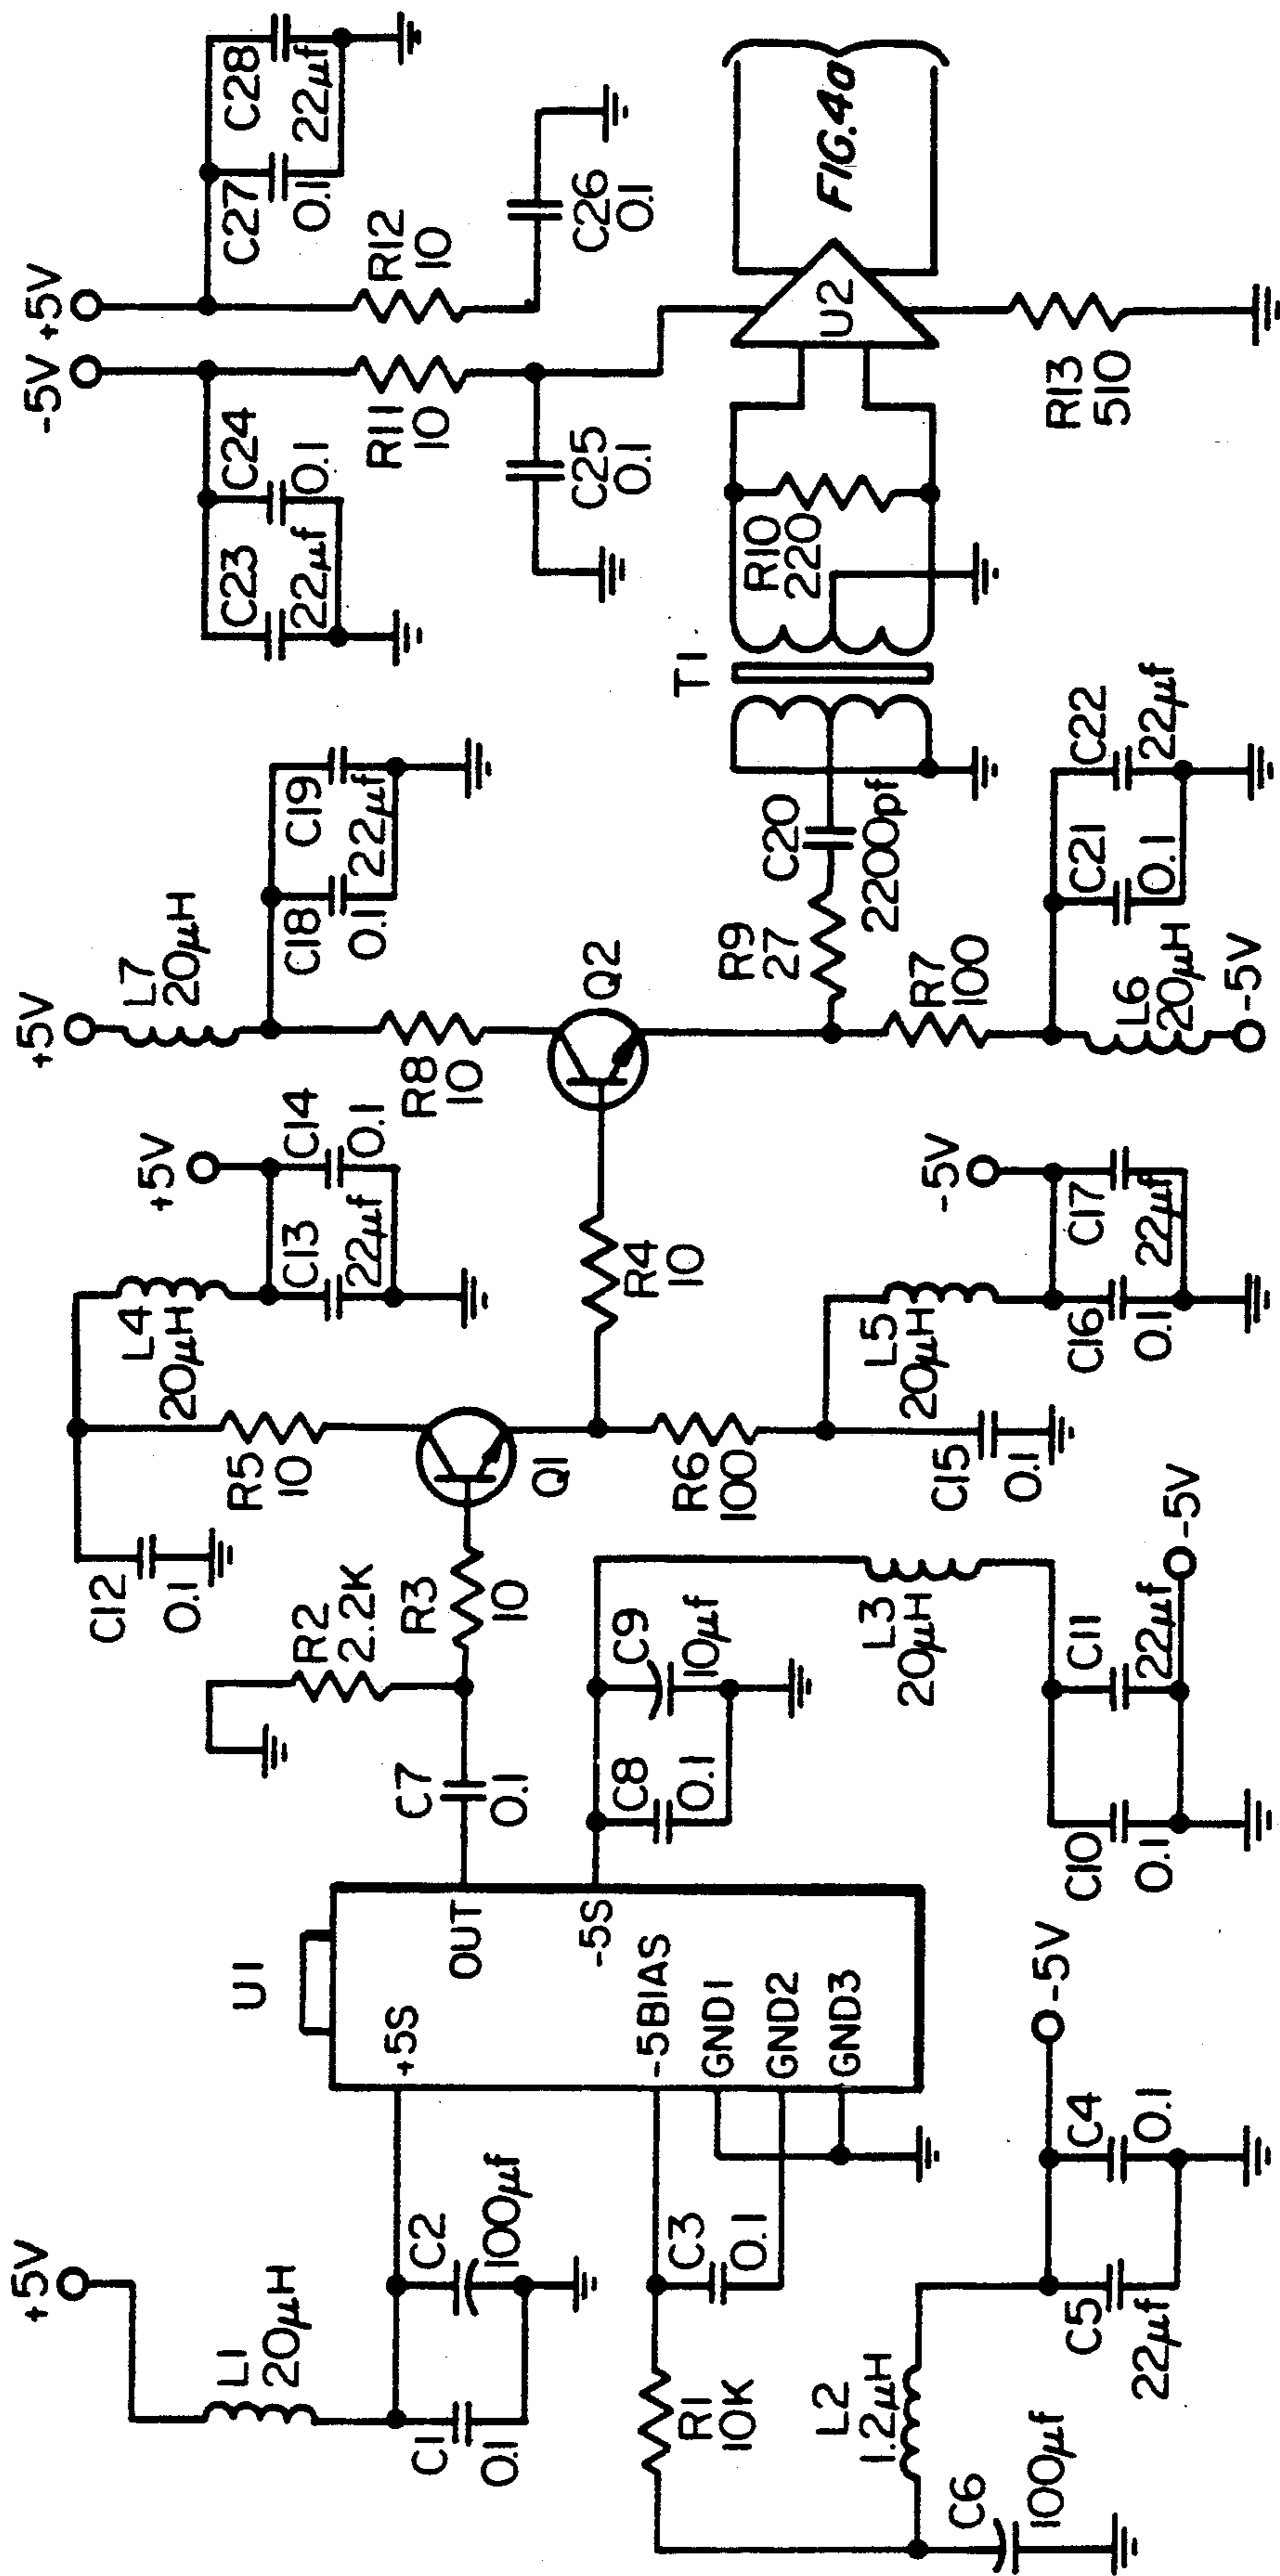 +5V
L1
20µH
C1
0.1
C2
100µf
R1
10K
C3
0.1
L2
1.2µH
C6
100µf
C5
22µf
C4
0.1
-5V
U1
+5S
OUT
-5S
-5BIAS
GND1
GND2
GND3
C7
0.1
R2
2.2K
R3
10
C8
0.1
C9
10µf
L3
20µH
C10
0.1
C11
22µf
-5V
C12
0.1
R5
10
Q1
L4
20µH
C13
22µf
C14
0.1
+5V
R4
10
R6
100
C15
0.1
L5
20µH
C16
0.1
C17
22µf
-5V
+5V
L7
20µH
C18
0.1
C19
22µf
R8
10
Q2
R9
27
C20
2200pf
R7
100
L6
20µH
-5V
C21
0.1
C22
22µf
T1
R10
220
C23
22µf
C24
0.1
-5V
+5V
R11
10
R12
10
C25
0.1
C26
0.1
C27
0.1
C28
22µf
U2
R13
510
FIG.4a